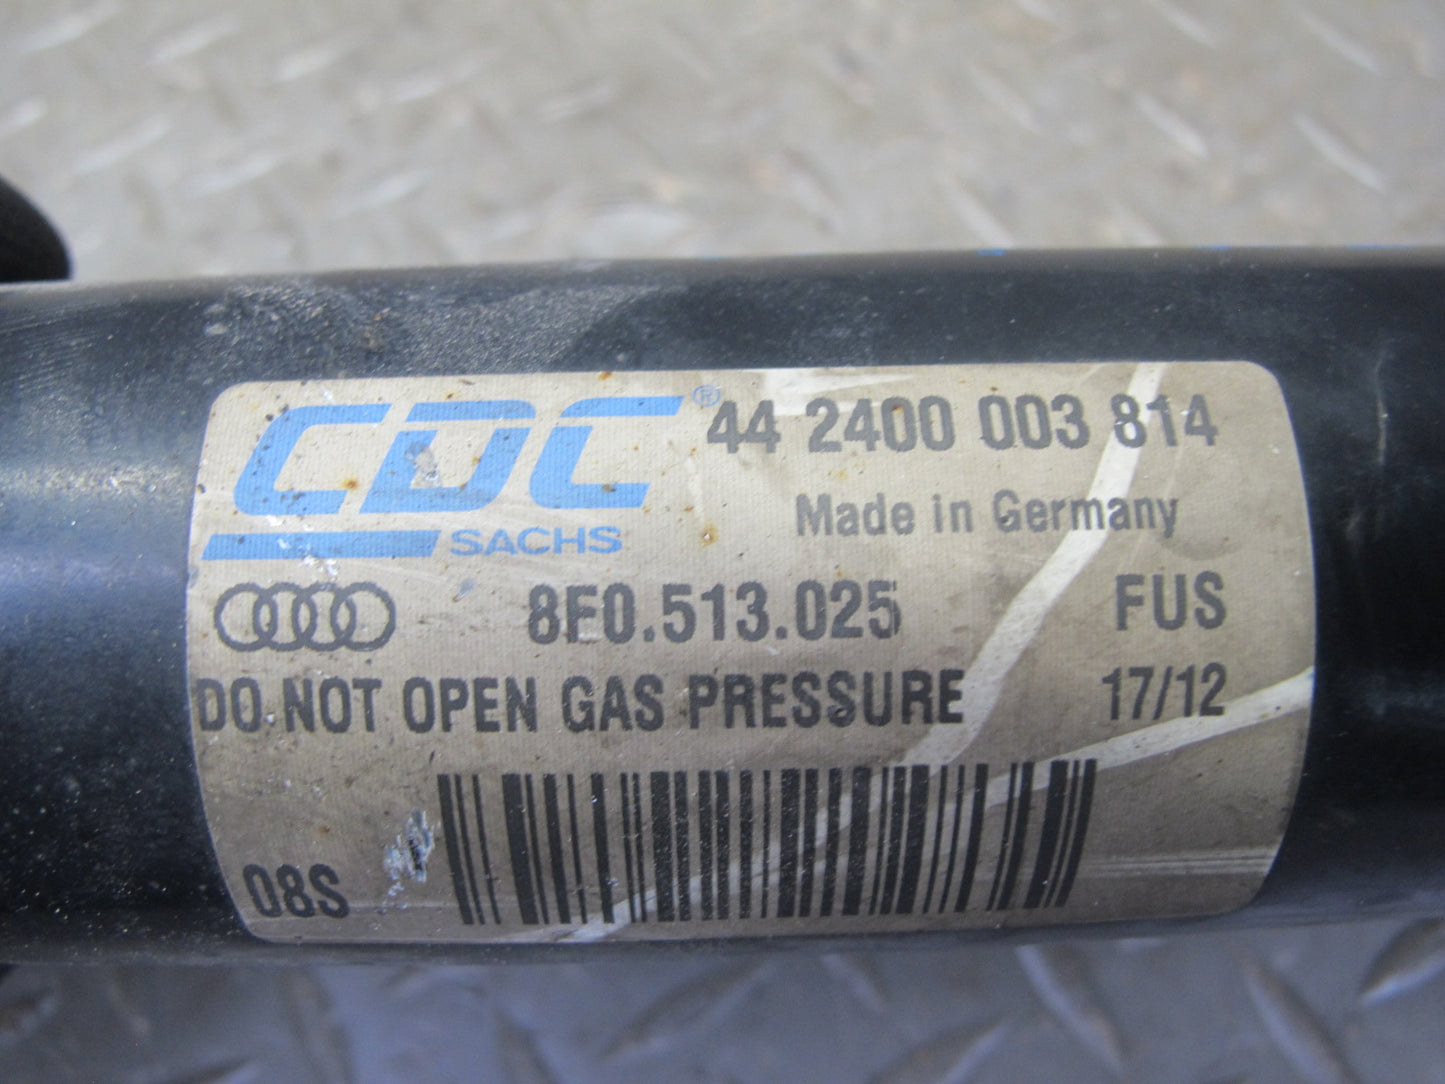 CDC® 44 2400 003 814
SACHS Made in Germany
8F0.513.025 FUS
DO NOT OPEN GAS PRESSURE 17/12
08S